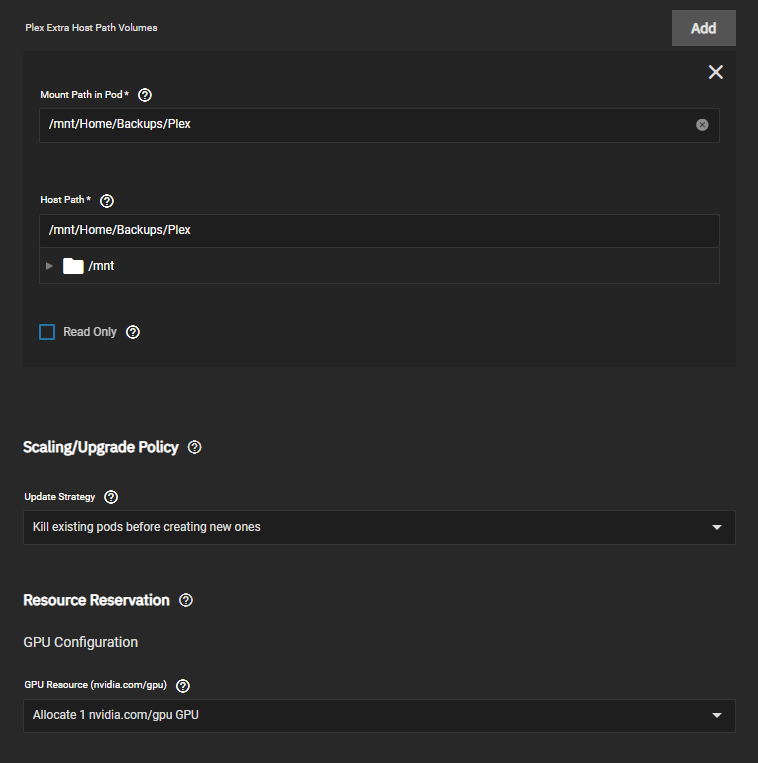 Plex Extra Host Path Volumes
Add
Mount Path in Pod *
/mnt/Home/Backups/Plex
Host Path *
/mnt/Home/Backups/Plex
/mnt
Read Only
Scaling/Upgrade Policy
Update Strategy
Kill existing pods before creating new ones
Resource Reservation
GPU Configuration
GPU Resource (nvidia.com/gpu)
Allocate 1 nvidia.com/gpu GPU